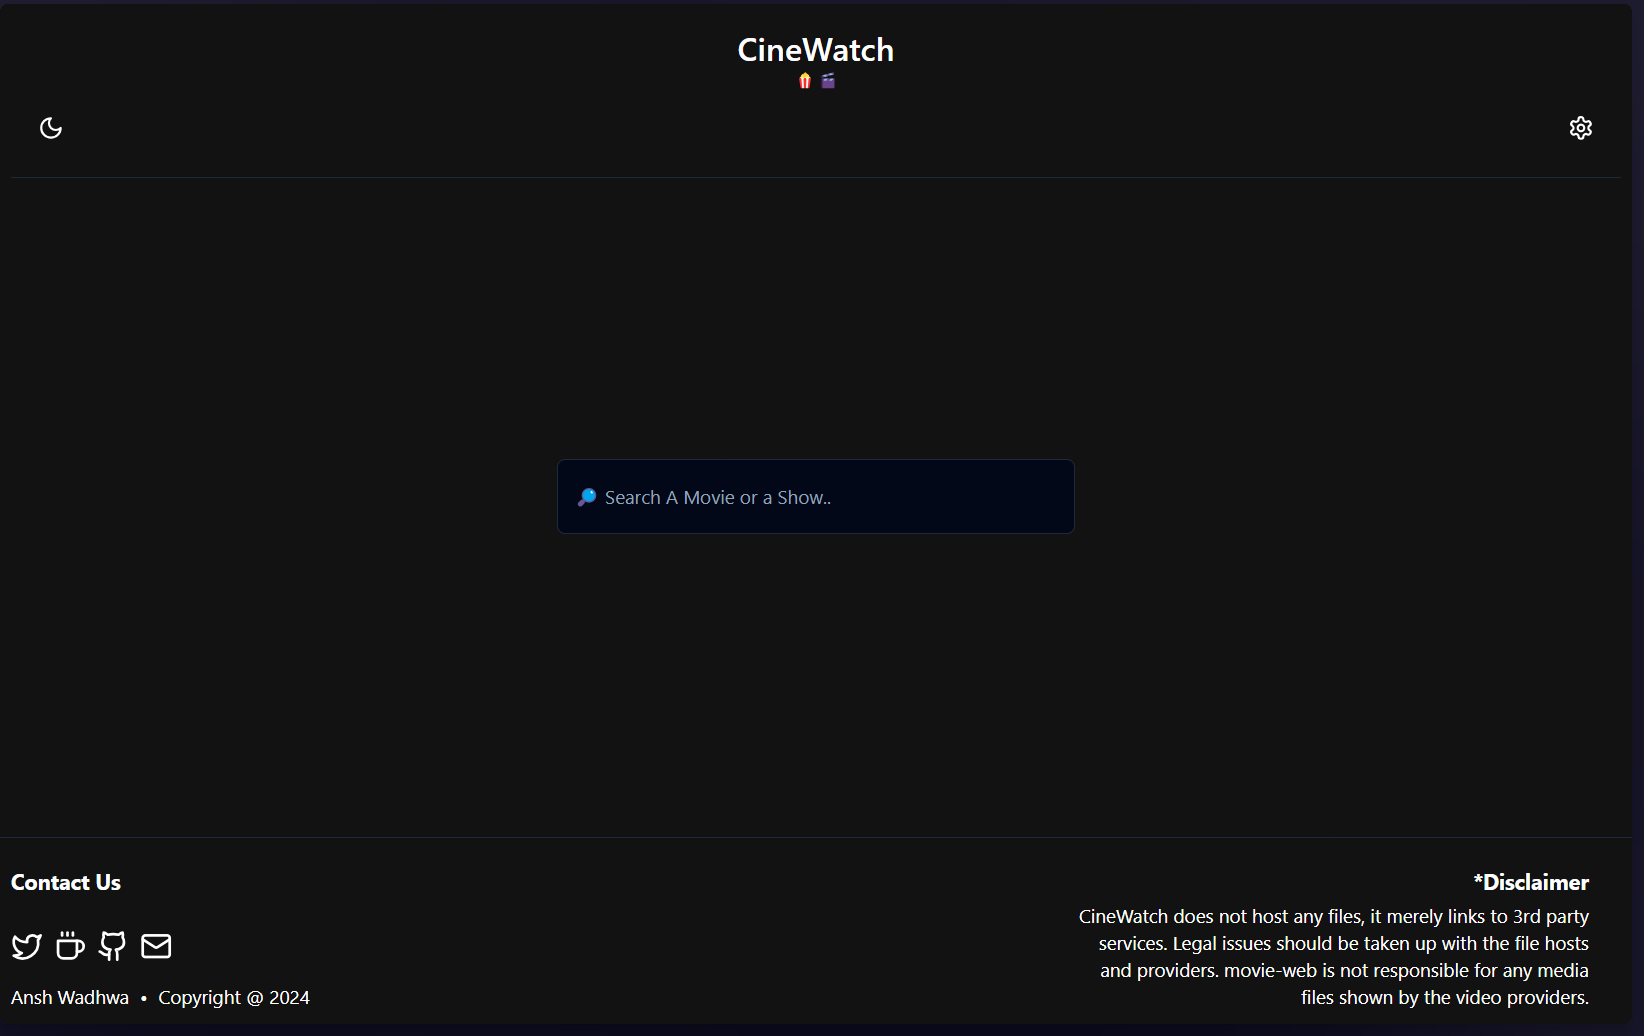 CineWatch
🍿 🎬
🔎 Search A Movie or a Show..
Contact Us
Ansh Wadhwa • Copyright @ 2024
*Disclaimer
CineWatch does not host any files, it merely links to 3rd party
services. Legal issues should be taken up with the file hosts
and providers. movie-web is not responsible for any media
files shown by the video providers.